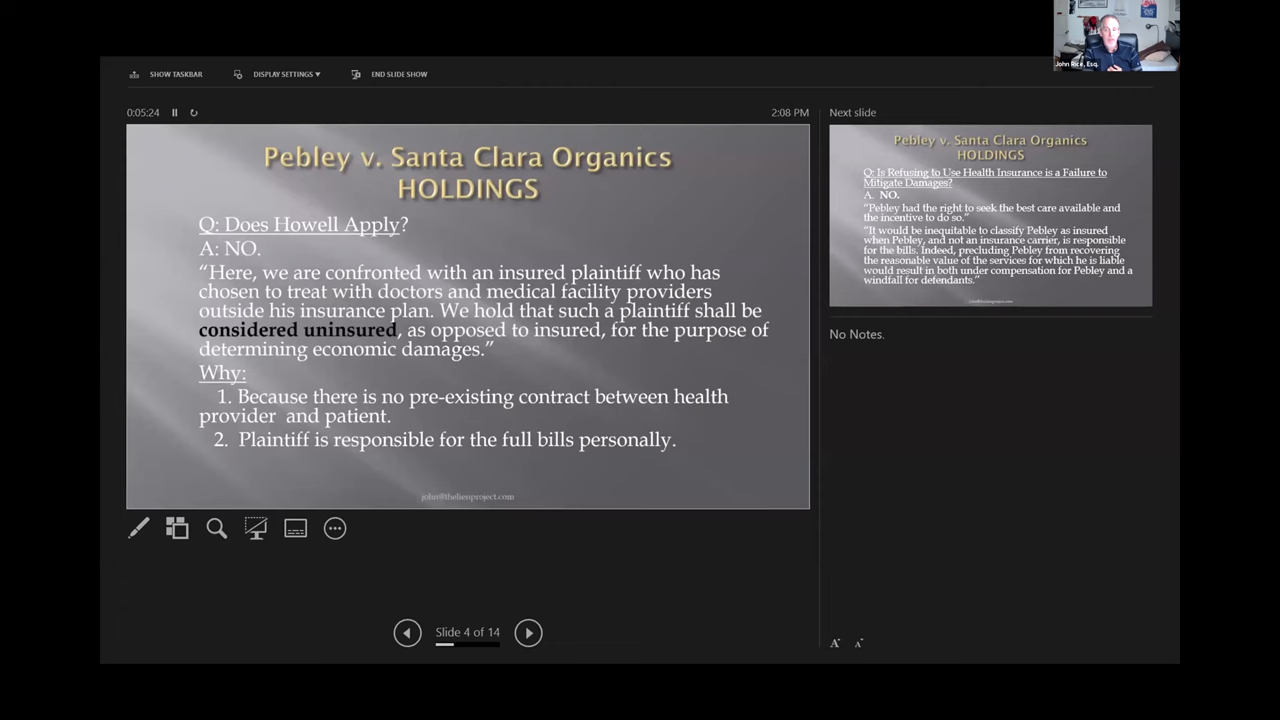 John Rice, Esq.
SHOW TASKBAR
DISPLAY SETTINGS ▼
END SLIDE SHOW
0:05:24
2:08 PM
Pebley v. Santa Clara Organics
HOLDINGS
Q: Does Howell Apply?
A: NO.
“Here, we are confronted with an insured plaintiff who has
chosen to treat with doctors and medical facility providers
outside his insurance plan. We hold that such a plaintiff shall be
considered uninsured, as opposed to insured, for the purpose of
determining economic damages.”
Why:
1. Because there is no pre-existing contract between health
provider and patient.
2. Plaintiff is responsible for the full bills personally.
john@thelienproject.com
Slide 4 of 14
Next slide
Pebley v. Santa Clara Organics
HOLDINGS
Q: Is Refusing to Use Health Insurance is a Failure to
Mitigate Damages?
A. NO.
“Pebley had the right to seek the best care available and
the incentive to do so.”
“It would be inequitable to classify Pebley as insured
when Pebley, and not an insurance carrier, is responsible
for the bills. Indeed, precluding Pebley from recovering
the reasonable value of the services for which he is liable
would result in both under compensation for Pebley and a
windfall for defendants.”
john@thelienproject.com
No Notes.
A A